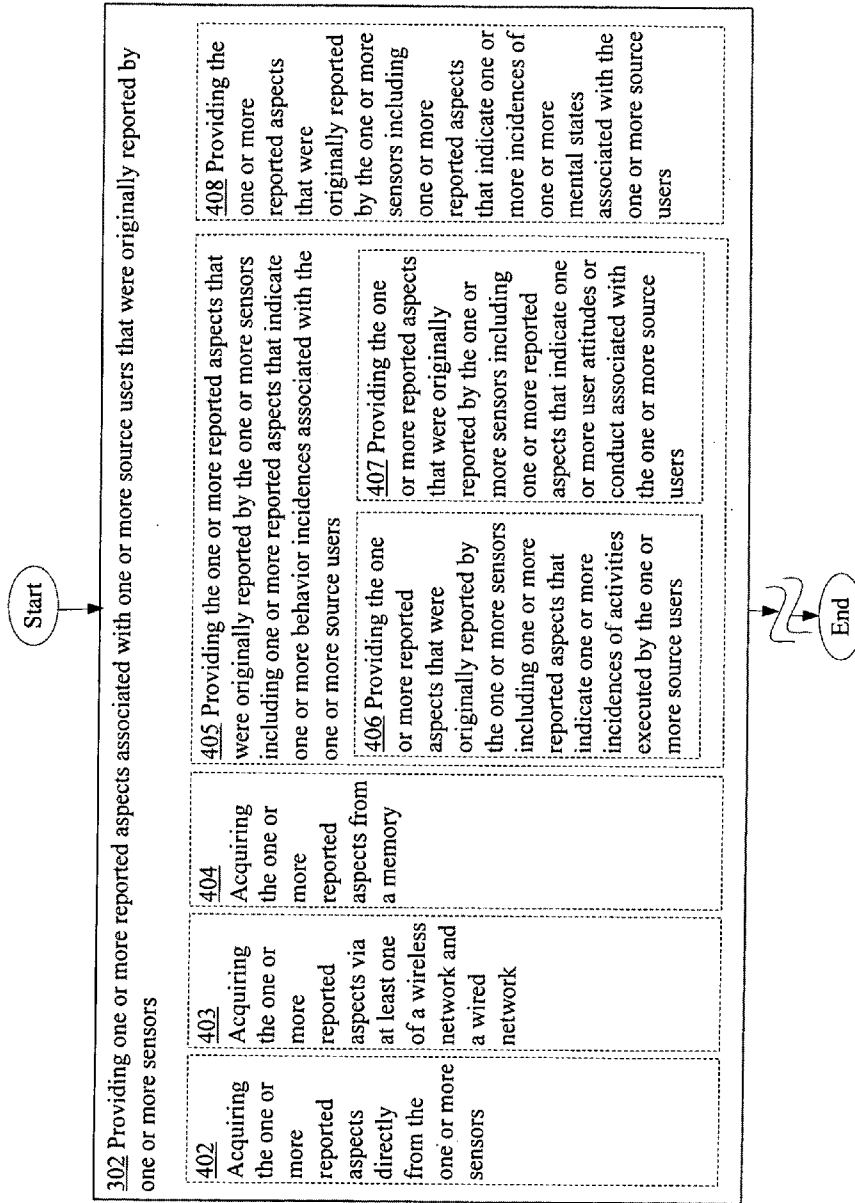 Start
302 Providing one or more reported aspects associated with one or more source users that were originally reported by
one or more sensors
402
Acquiring
the one or
more
reported
aspects
directly
from the
one or more
sensors
403
Acquiring
the one or
more
reported
aspects via
at least one
of a wireless
network and
a wired
network
404
Acquiring
the one or
more
reported
aspects from
a memory
405 Providing the one or more reported aspects that
were originally reported by the one or more sensors
including one or more reported aspects that indicate
one or more behavior incidences associated with the
one or more source users
406 Providing the one
or more reported
aspects that were
originally reported by
the one or more sensors
including one or more
reported aspects that
indicate one or more
incidences of activities
executed by the one or
more source users
407 Providing the one
or more reported aspects
that were originally
reported by the one or
more sensors including
one or more reported
aspects that indicate one
or more user attitudes or
conduct associated with
the one or more source
users
408 Providing the
one or more
reported aspects
that were
originally reported
by the one or more
sensors including
one or more
reported aspects
that indicate one or
more incidences of
one or more
mental states
associated with the
one or more source
users
End